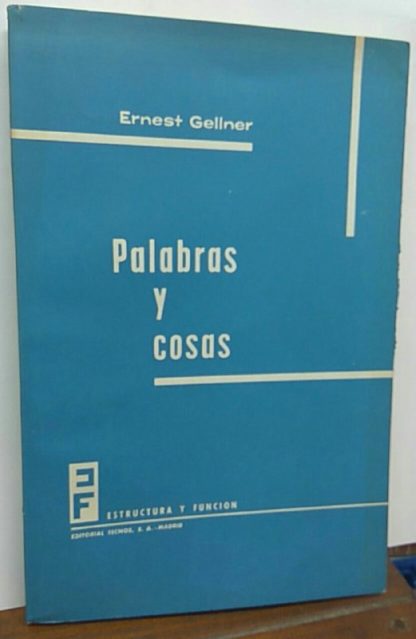 Ernest Gellner
Palabras
y
cosas
EF
ESTRUCTURA Y FUNCION
EDITORIAL TECNOS, S. A. - MADRID